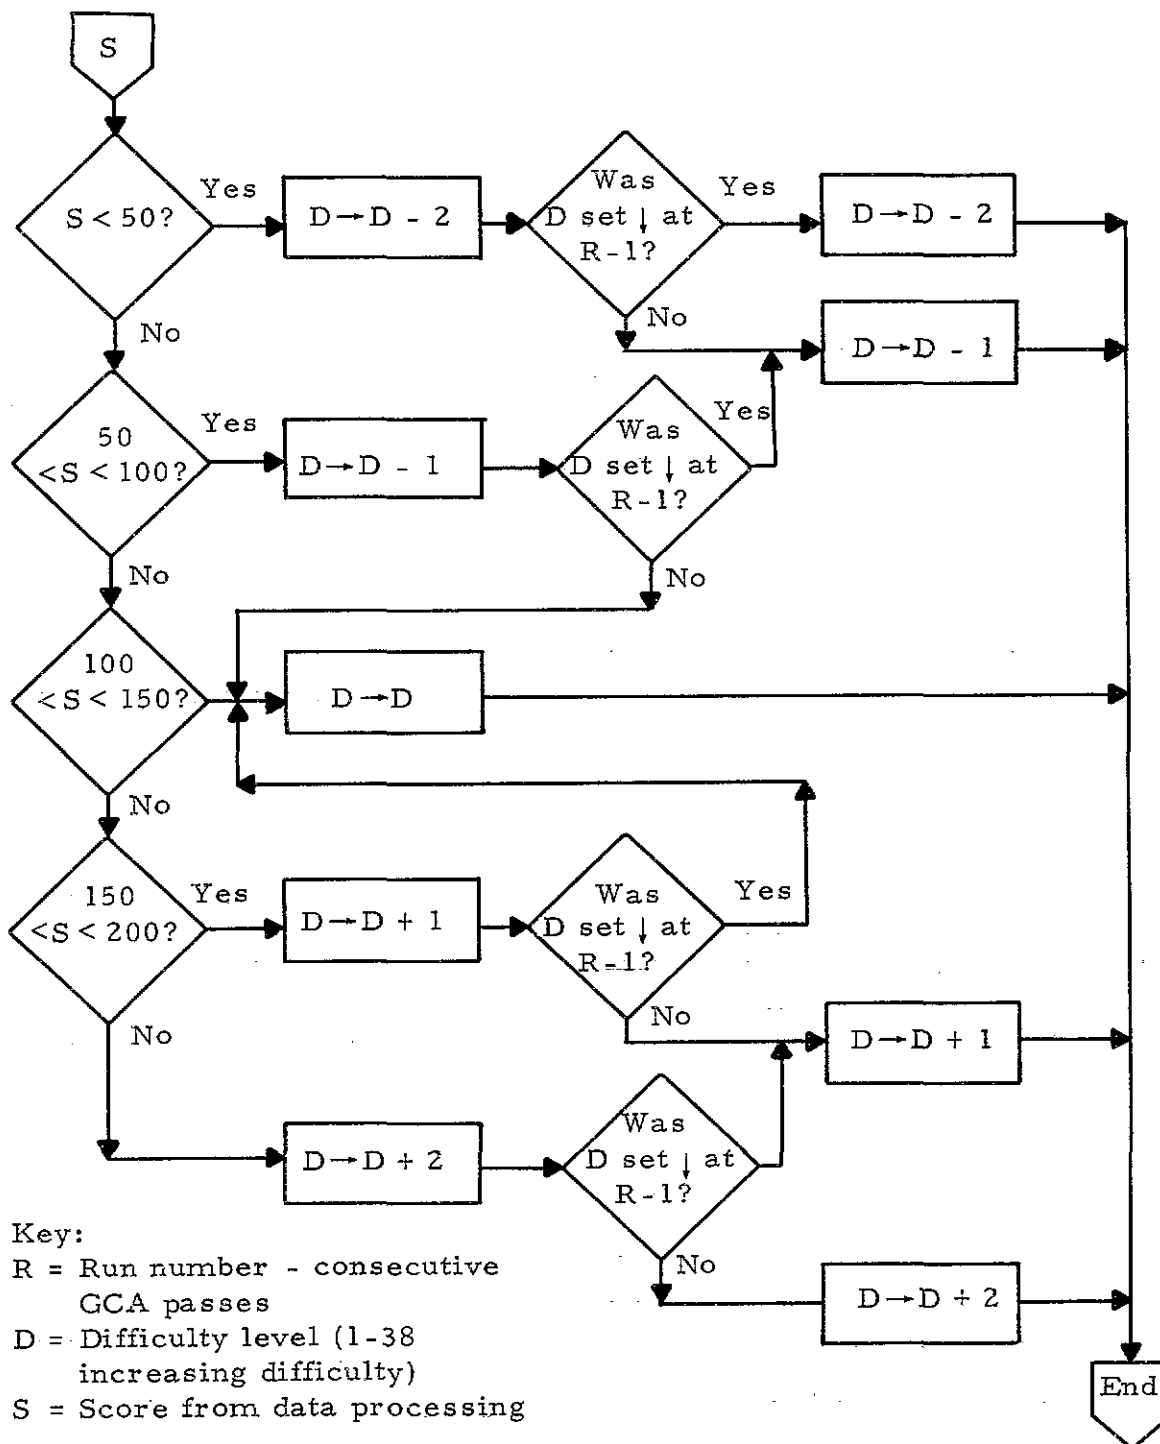 S
S < 50?
Yes
D → D - 2
Was
D set ↓ at
R-1?
Yes
D → D - 2
No
No
D → D - 1
50
< S < 100?
Yes
D → D - 1
Was
D set ↓ at
R-1?
Yes
No
No
100
< S < 150?
D → D
No
150
< S < 200?
Yes
D → D + 1
Was
D set ↓ at
R-1?
Yes
No
No
D → D + 1
D → D + 2
Was
D set ↓ at
R-1?
No
D → D + 2
End
Key:
R = Run number - consecutive
GCA passes
D = Difficulty level (1-38
increasing difficulty)
S = Score from data processing